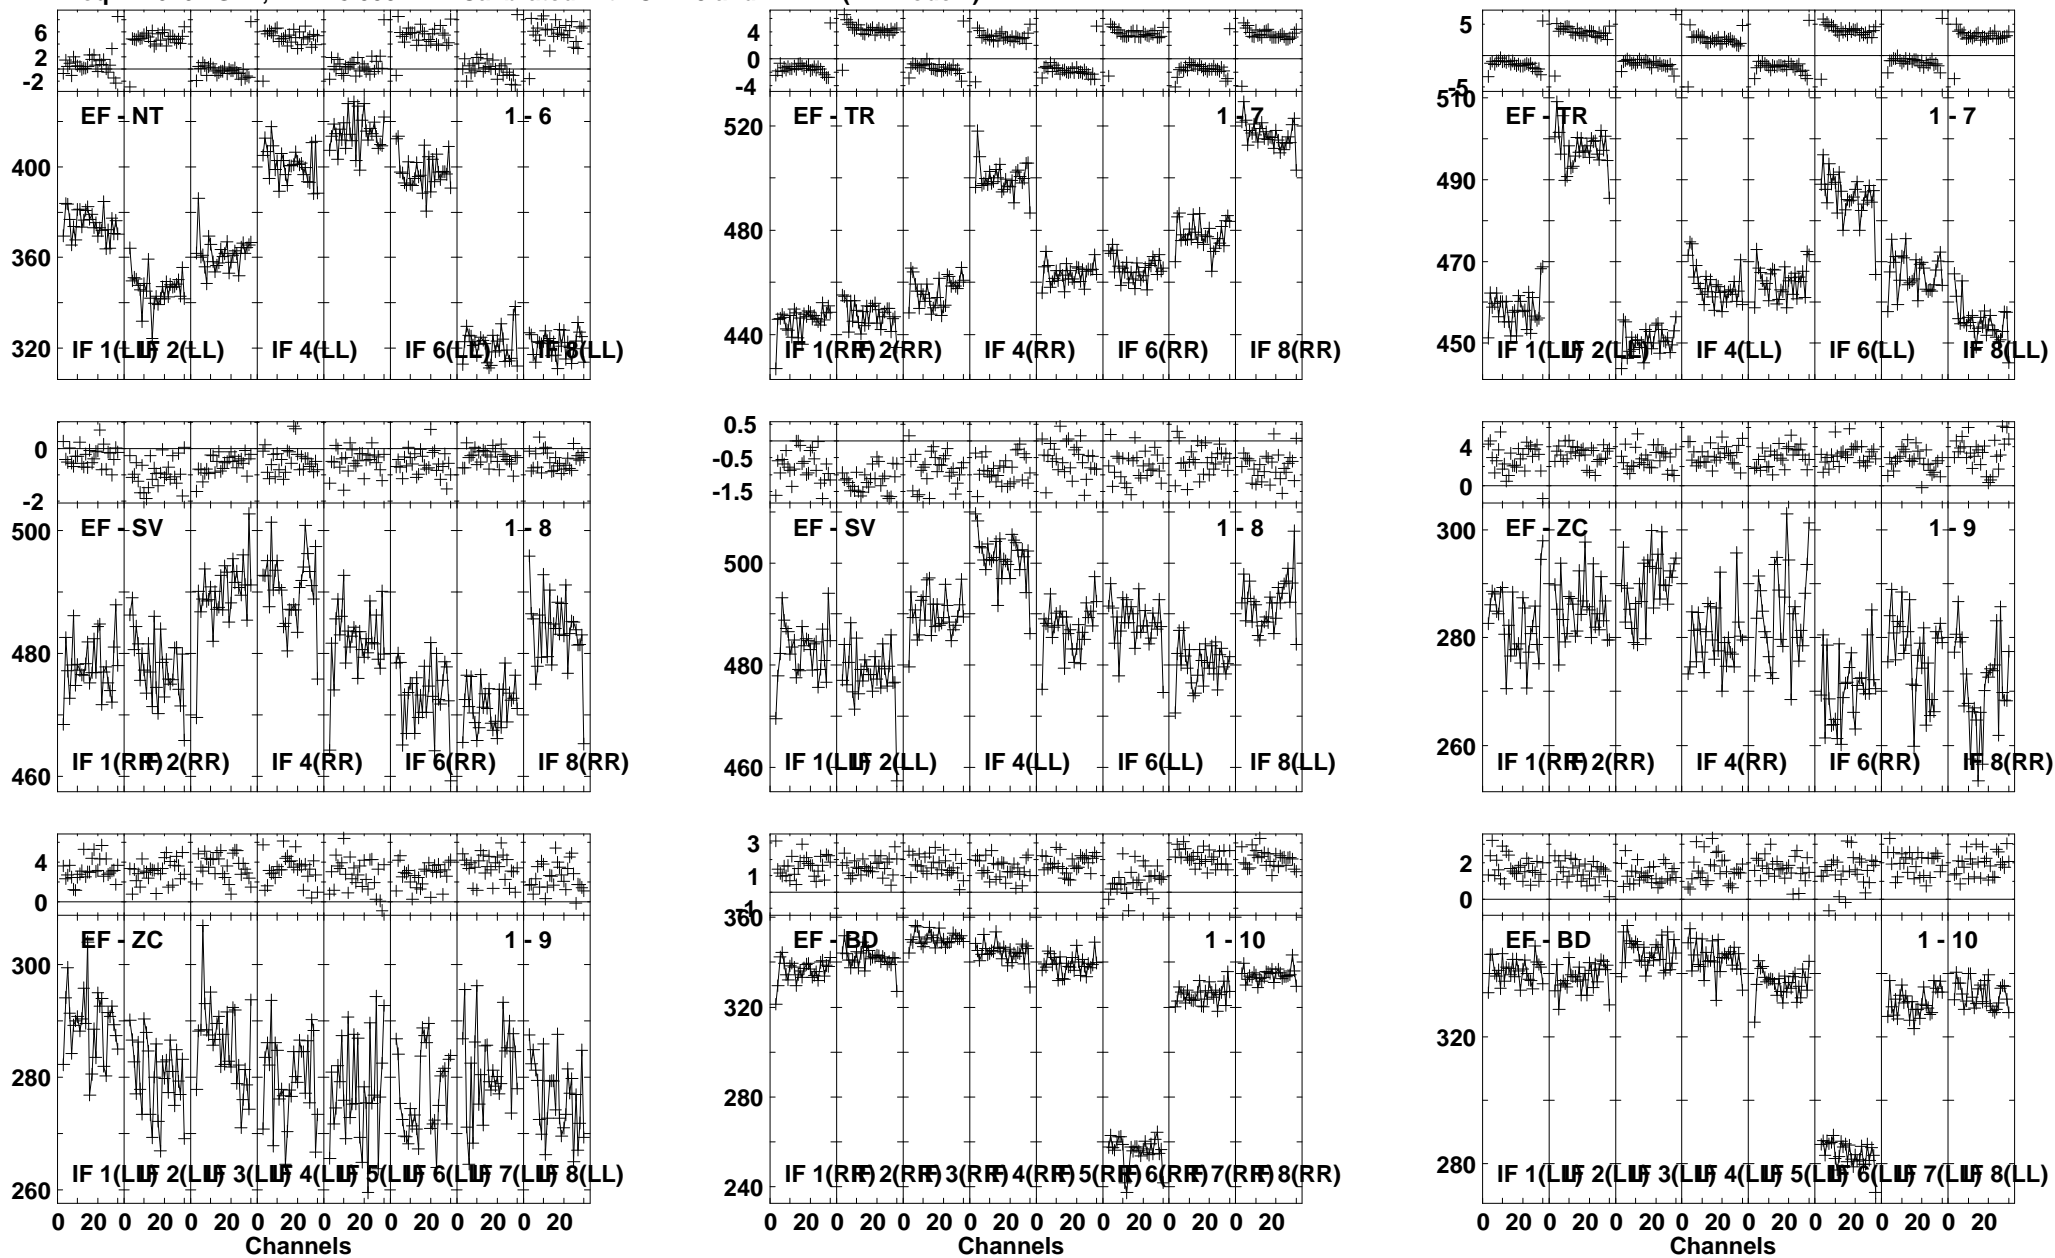 6 2 -2
4 0 -4
5 -5
EF - NT 1 - 6
400 360 320
IF 1(LL) IF 2(LL) IF 4(LL) IF 6(LL) IF 8(LL)
EF - TR 1 - 7
520 480 440
IF 1(RR) IF 2(RR) IF 4(RR) IF 6(RR) IF 8(RR)
EF - TR 1 - 7
510 490 470 450
IF 1(LL) IF 2(LL) IF 4(LL) IF 6(LL) IF 8(LL)
0 -2
EF - SV 1 - 8
500 480 460
IF 1(RR) IF 2(RR) IF 4(RR) IF 6(RR) IF 8(RR)
0.5 -0.5 -1.5
EF - SV 1 - 8
500 480 460
IF 1(LL) IF 2(LL) IF 4(LL) IF 6(LL) IF 8(LL)
4 0
EF - ZC 1 - 9
300 280 260
IF 1(RR) IF 2(RR) IF 4(RR) IF 6(RR) IF 8(RR)
4 0
EF - ZC 1 - 9
300 280 260
IF 1(LL) IF 2(LL) IF 3(LL) IF 4(LL) IF 5(LL) IF 6(LL) IF 7(LL) IF 8(LL)
0 20 0 20 0 20 0 20 0 20 0 20 0 20 0 20
Channels
3 1 -1
EF - BD 1 - 10
360 320 280 240
IF 1(RR) IF 2(RR) IF 3(RR) IF 4(RR) IF 5(RR) IF 6(RR) IF 7(RR) IF 8(RR)
0 20 0 20 0 20 0 20 0 20 0 20 0 20 0 20
Channels
2 0
EF - BD 1 - 10
320 280
IF 1(LL) IF 2(LL) IF 3(LL) IF 4(LL) IF 5(LL) IF 6(LL) IF 7(LL) IF 8(LL)
0 20 0 20 0 20 0 20 0 20 0 20 0 20 0 20
Channels